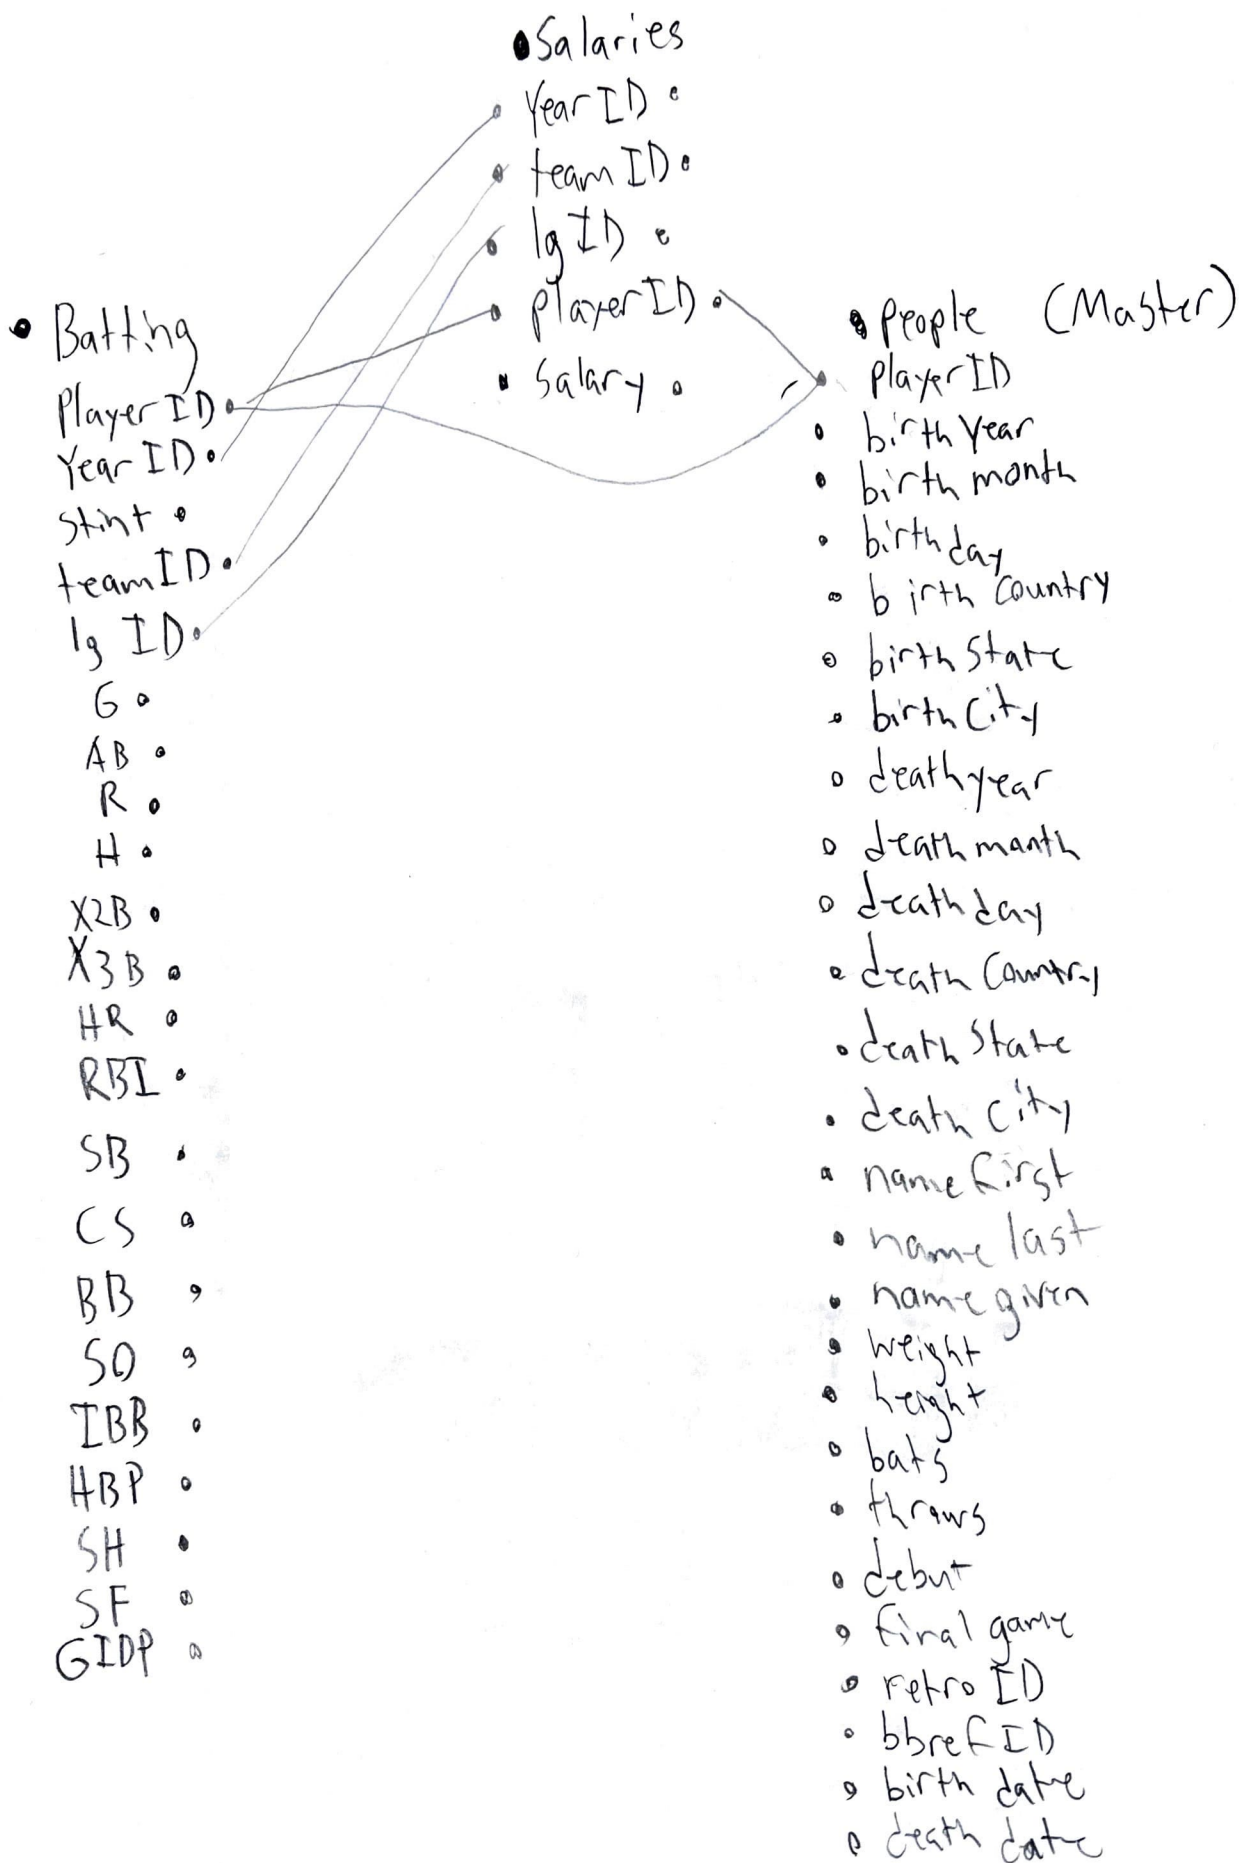 Salaries
Year ID
team ID
lg ID
player ID
Salary
Batting
Player ID
Year ID
Stint
team ID
lg ID
G
AB
R
H
X2B
X3B
HR
RBI
SB
CS
BB
SO
IBB
HBP
SH
SF
GIDP
People (Master)
player ID
birth Year
birth month
birth day
birth Country
birth State
birth City
death year
death month
death day
death Country
death State
death City
name first
name last
name given
weight
height
bats
throws
debut
final game
retro ID
bbref ID
birth date
death date